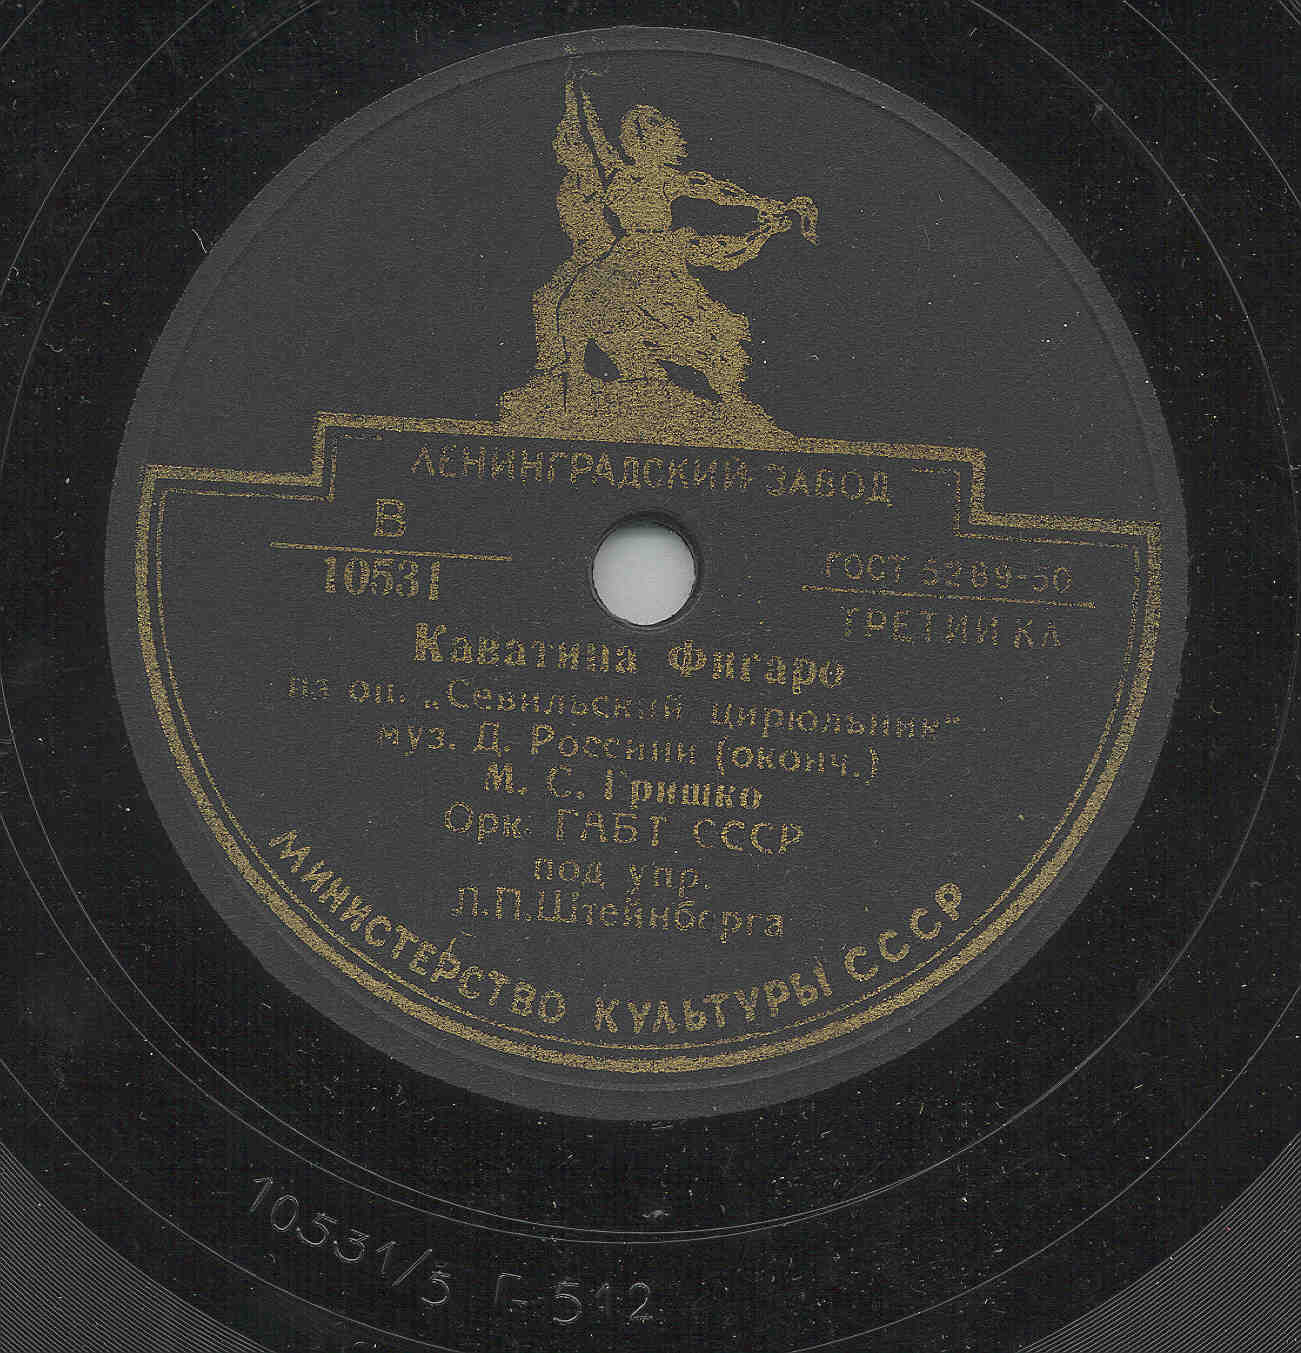 ЛЕНИНГРАДСКИЙ ЗАВОД
В
10531
ГОСТ 5289-50
ТРЕТИЙ КЛ
Каватина Фигаро
из оп. „Севильский цирюльник“
муз. Д. Россини (оконч.)
М. С. Гришко
Орк. ГАБТ СССР
под упр.
Л.П.Штейнберга
МИНИСТЕРСТВО КУЛЬТУРЫ СССР
10531/5 Г-512